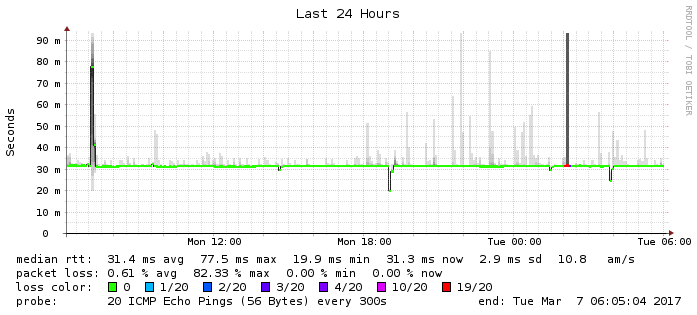 Last 24 Hours
RRDTOOL / TOBI OETIKER
Seconds
90 m
80 m
70 m
60 m
50 m
40 m
30 m
20 m
10 m
0
Mon 12:00 Mon 18:00 Tue 00:00 Tue 06:00
median rtt: 31.4 ms avg 77.5 ms max 19.9 ms min 31.3 ms now 2.9 ms sd 10.8 am/s
packet loss: 0.61 % avg 82.33 % max 0.00 % min 0.00 % now
loss color: 0 1/20 2/20 3/20 4/20 10/20 19/20
probe: 20 ICMP Echo Pings (56 Bytes) every 300s end: Tue Mar 7 06:05:04 2017